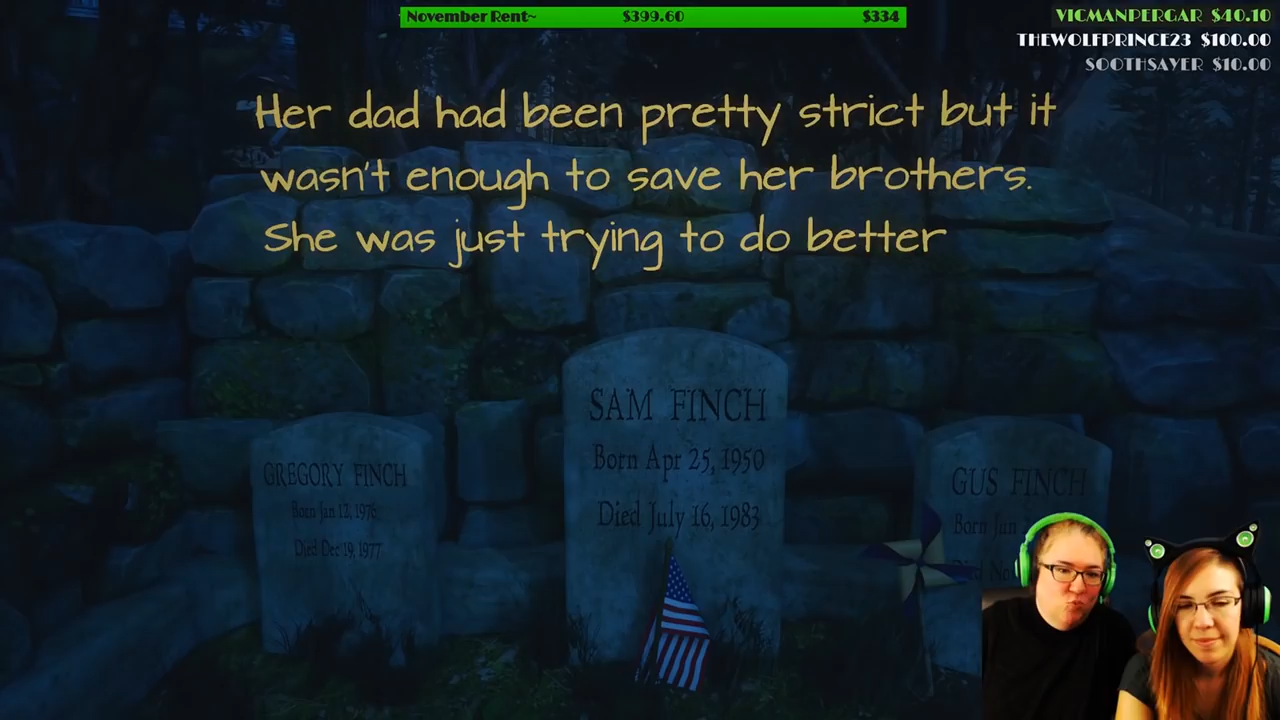 November Rent~ $399.60 $334
VICMANPERGAR $40.10
THEWOLFPRINCE23 $100.00
SOOTHSAYER $10.00
Her dad had been pretty strict but it
wasn't enough to save her brothers.
She was just trying to do better
SAM FINCH
Born Apr 25, 1950
Died July 16, 1983
GREGORY FINCH
Born Jan 13, 1976
Died Dec 19, 1977
GUS FINCH
Born Jun